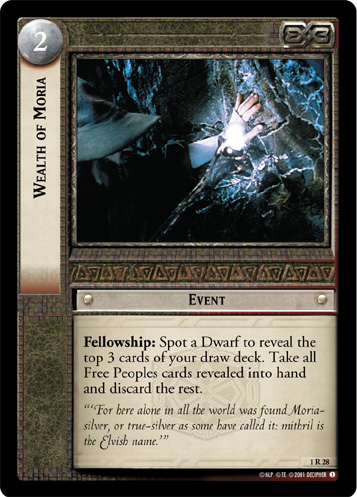 2
WEALTH OF MORIA
EVENT
Fellowship: Spot a Dwarf to reveal the
top 3 cards of your draw deck. Take all
Free Peoples cards revealed into hand
and discard the rest.
“‘For here alone in all the world was found Moria-
silver, or true-silver as some have called it: mithril is
the Elvish name.’”
1 R 28
©NLP ©TE ©2001 DECIPHER